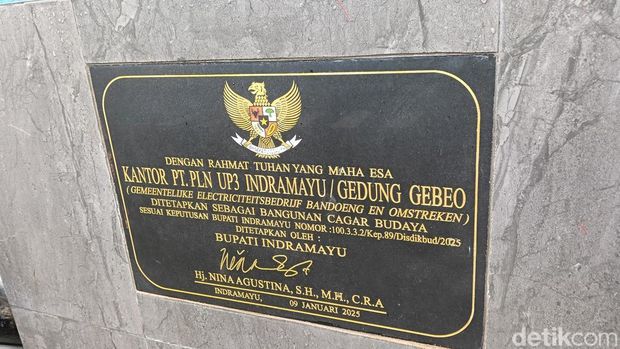 DENGAN RAHMAT TUHAN YANG MAHA ESA
KANTOR PT.PLN UP3 INDRAMAYU/GEDUNG GEBEO
(GEMEENTELIJKE ELECTRICITEITSBEDRIJF BANDOENG EN OMSTREKEN)
DITETAPKAN SEBAGAI BANGUNAN CAGAR BUDAYA
SESUAI KEPUTUSAN BUPATI INDRAMAYU NOMOR :100.3.3.2/Kep.89/Disdikbud/2025
DITETAPKAN OLEH :
BUPATI INDRAMAYU
Hj. NINA AGUSTINA, S.H., M.H., C.R.A
INDRAMAYU, 09 JANUARI 2025
detikcom